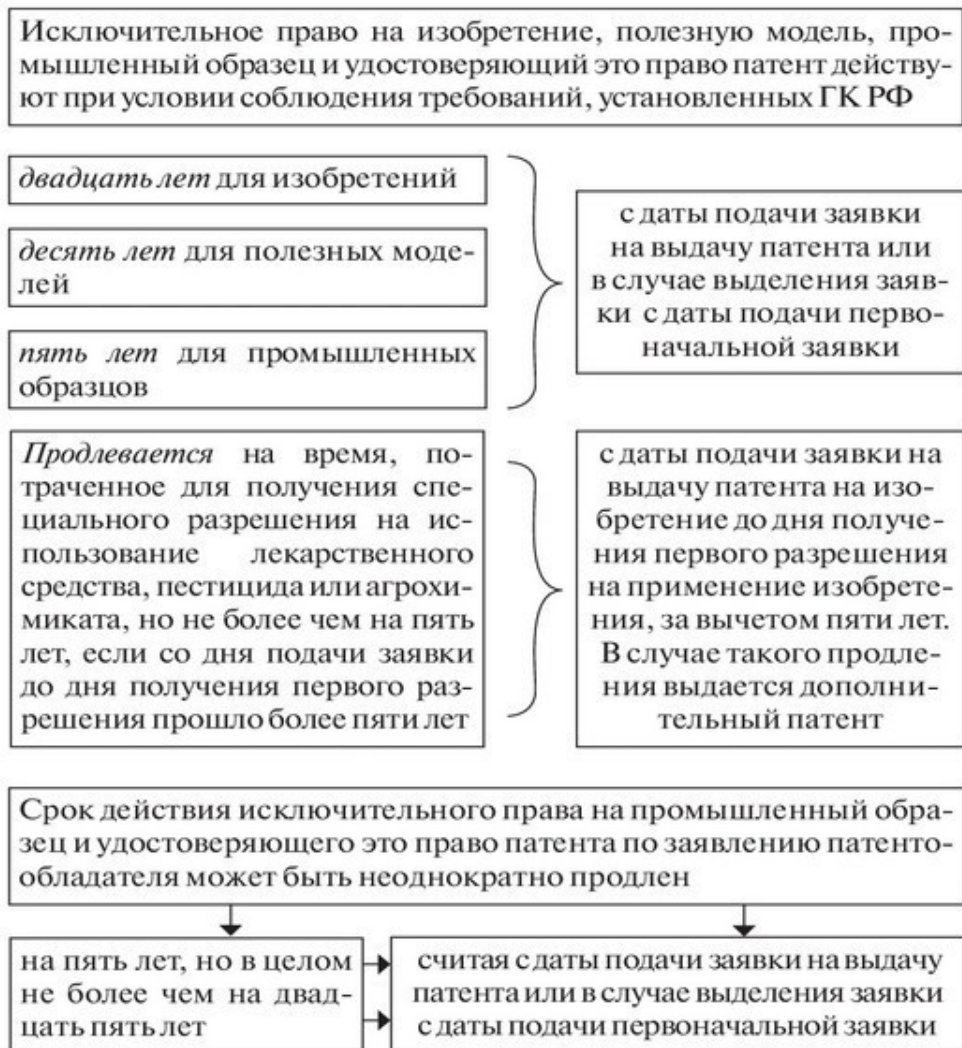 Исключительное право на изобретение, полезную модель, про-
мышленный образец и удостоверяющий это право патент действу-
ют при условии соблюдения требований, установленных ГК РФ
двадцать лет для изобретений
десять лет для полезных моде-
лей
пять лет для промышленных
образцов
с даты подачи заявки
на выдачу патента или
в случае выделения заяв-
ки с даты подачи перво-
начальной заявки
Продлевается на время, по-
траченное для получения спе-
циального разрешения на ис-
пользование лекарственного
средства, пестицида или агрохи-
миката, но не более чем на пять
лет, если со дня подачи заявки
до дня получения первого раз-
решения прошло более пяти лет
с даты подачи заявки на
выдачу патента на изо-
бретение до дня получе-
ния первого разрешения
на применение изобрете-
ния, за вычетом пяти лет.
В случае такого продле-
ния выдается дополни-
тельный патент
Срок действия исключительного права на промышленный обра-
зец и удостоверяющего это право патента по заявлению патенто-
обладателя может быть неоднократно продлен
на пять лет, но в целом
не более чем на двад-
цать пять лет
считая с даты подачи заявки на выдачу
патента или в случае выделения заявки
с даты подачи первоначальной заявки